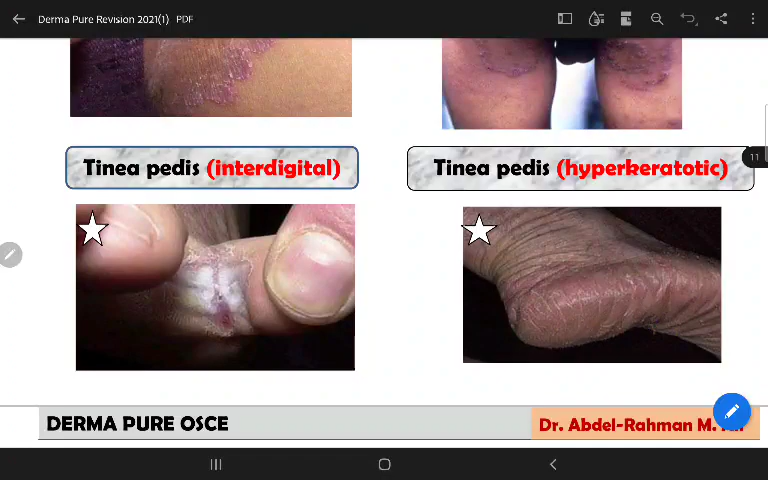 Derma Pure Revision 2021(1) PDF
11
Tinea pedis (interdigital)
Tinea pedis (hyperkeratotic)
DERMA PURE OSCE
Dr. Abdel-Rahman M.